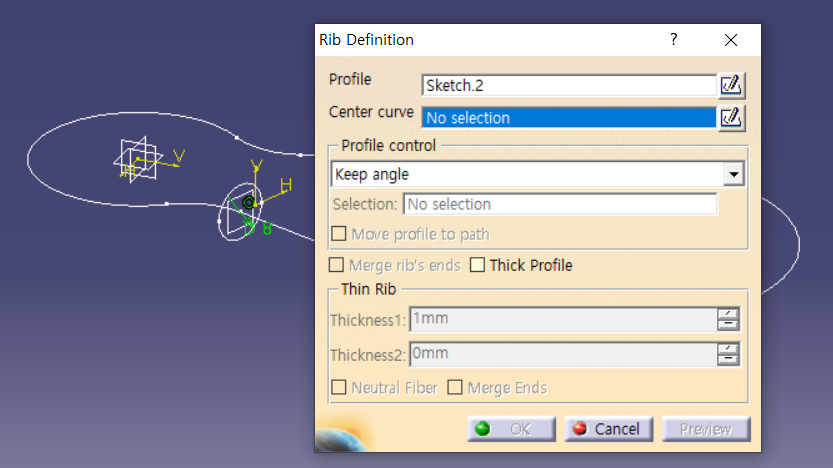 Rib Definition ?
Profile Sketch.2
Center curve No selection
Profile control
Keep angle
Selection: No selection
Move profile to path
Merge rib's ends Thick Profile
Thin Rib
Thickness1: 1mm
Thickness2: 0mm
Neutral Fiber Merge Ends
OK Cancel Preview
V
V
H
8